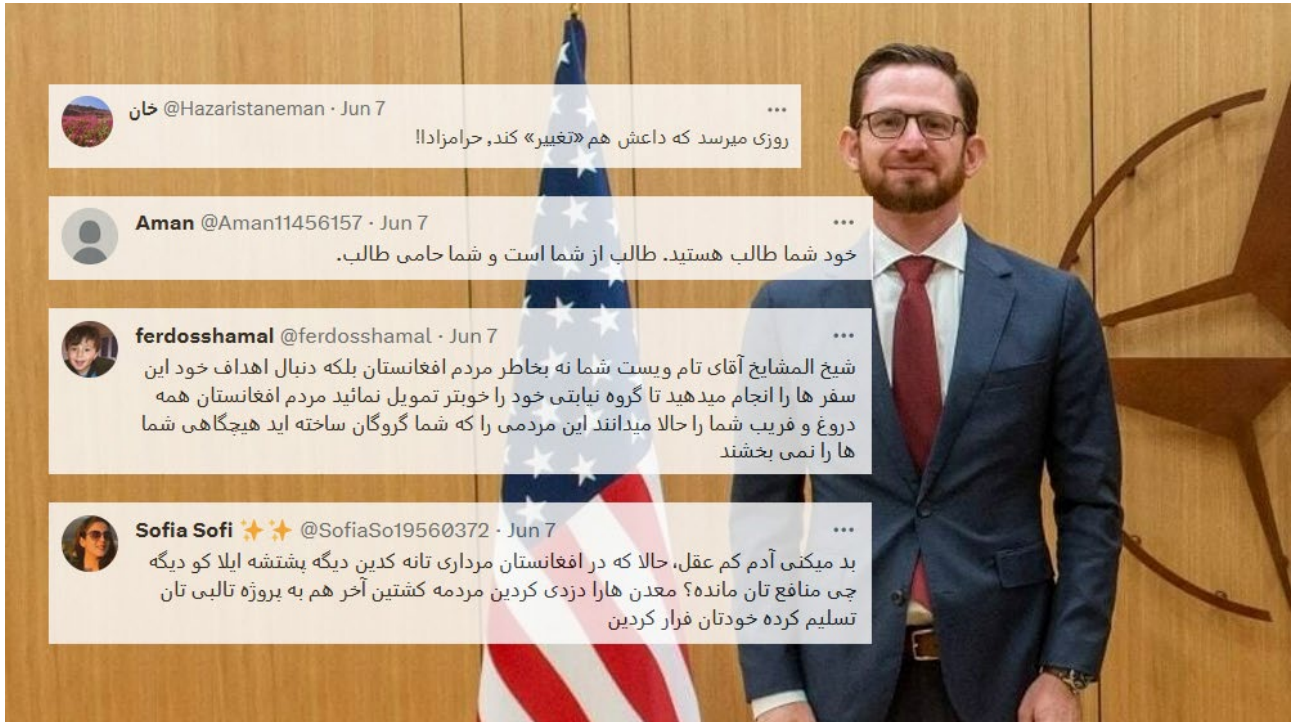 خان @Hazaristaneman · Jun 7
روزی میرسد که داعش هم «تغییر» کند, حرامزادا!
Aman @Aman11456157 · Jun 7
خود شما طالب هستید. طالب از شما است و شما حامی طالب.
ferdosshamal @ferdosshamal · Jun 7
شیخ المشایخ آقای تام ویست شما نه بخاطر مردم افغانستان بلکه دنبال اهداف خود این
سفر ها را انجام میدهید تا گروه نیابتی خود را خوبتر تمویل نمائید مردم افغانستان همه
دروغ و فریب شما را حالا میدانند این مردمی را که شما گروگان ساخته اید هیچگاهی شما
ها را نمی بخشند
Sofia Sofi ✨✨ @SofiaSo19560372 · Jun 7
بد میکنی آدم کم عقل، حالا که در افغانستان مرداری تانه کدین دیگه پشتشه ایلا کو دیگه
چی منافع تان مانده؟ معدن هارا دزدی کردین مردمه کشتین آخر هم به پروژه تالبی تان
تسلیم کرده خودتان فرار کردین